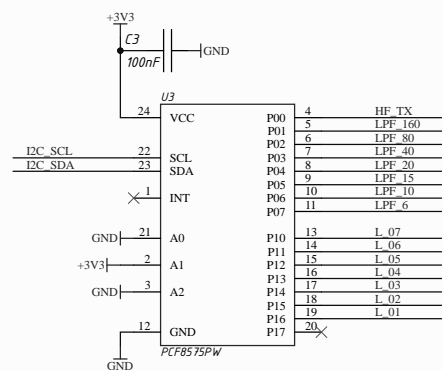 +3V3
C3
100nF
GND
U3
24 VCC P00 4 HF_TX
P01 5 LPF_160
P02 6 LPF_80
I2C_SCL 22 SCL P03 7 LPF_40
I2C_SDA 23 SDA P04 8 LPF_20
P05 9 LPF_15
1 INT P06 10 LPF_10
P07 11 LPF_6
GND 21 A0 P10 13 L_07
P11 14 L_06
+3V3 2 A1 P12 15 L_05
P13 16 L_04
GND 3 A2 P14 17 L_03
P15 18 L_02
P16 19 L_01
12 GND P17 20
PCF8575PW
GND